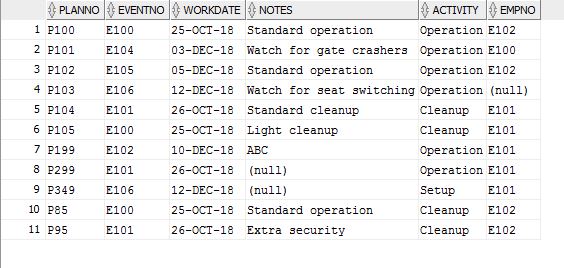 PLANNO EVENTNO WORKDATE NOTES ACTIVITY EMPNO
1 P100 E100 25-OCT-18 Standard operation Operation E102
2 P101 E104 03-DEC-18 Watch for gate crashers Operation E100
3 P102 E105 05-DEC-18 Standard operation Operation E102
4 P103 E106 12-DEC-18 Watch for seat switching Operation (null)
5 P104 E101 26-OCT-18 Standard cleanup Cleanup E101
6 P105 E100 25-OCT-18 Light cleanup Cleanup E101
7 P199 E102 10-DEC-18 ABC Operation E101
8 P299 E101 26-OCT-18 (null) Operation E101
9 P349 E106 12-DEC-18 (null) Setup E101
10 P85 E100 25-OCT-18 Standard operation Cleanup E102
11 P95 E101 26-OCT-18 Extra security Cleanup E102